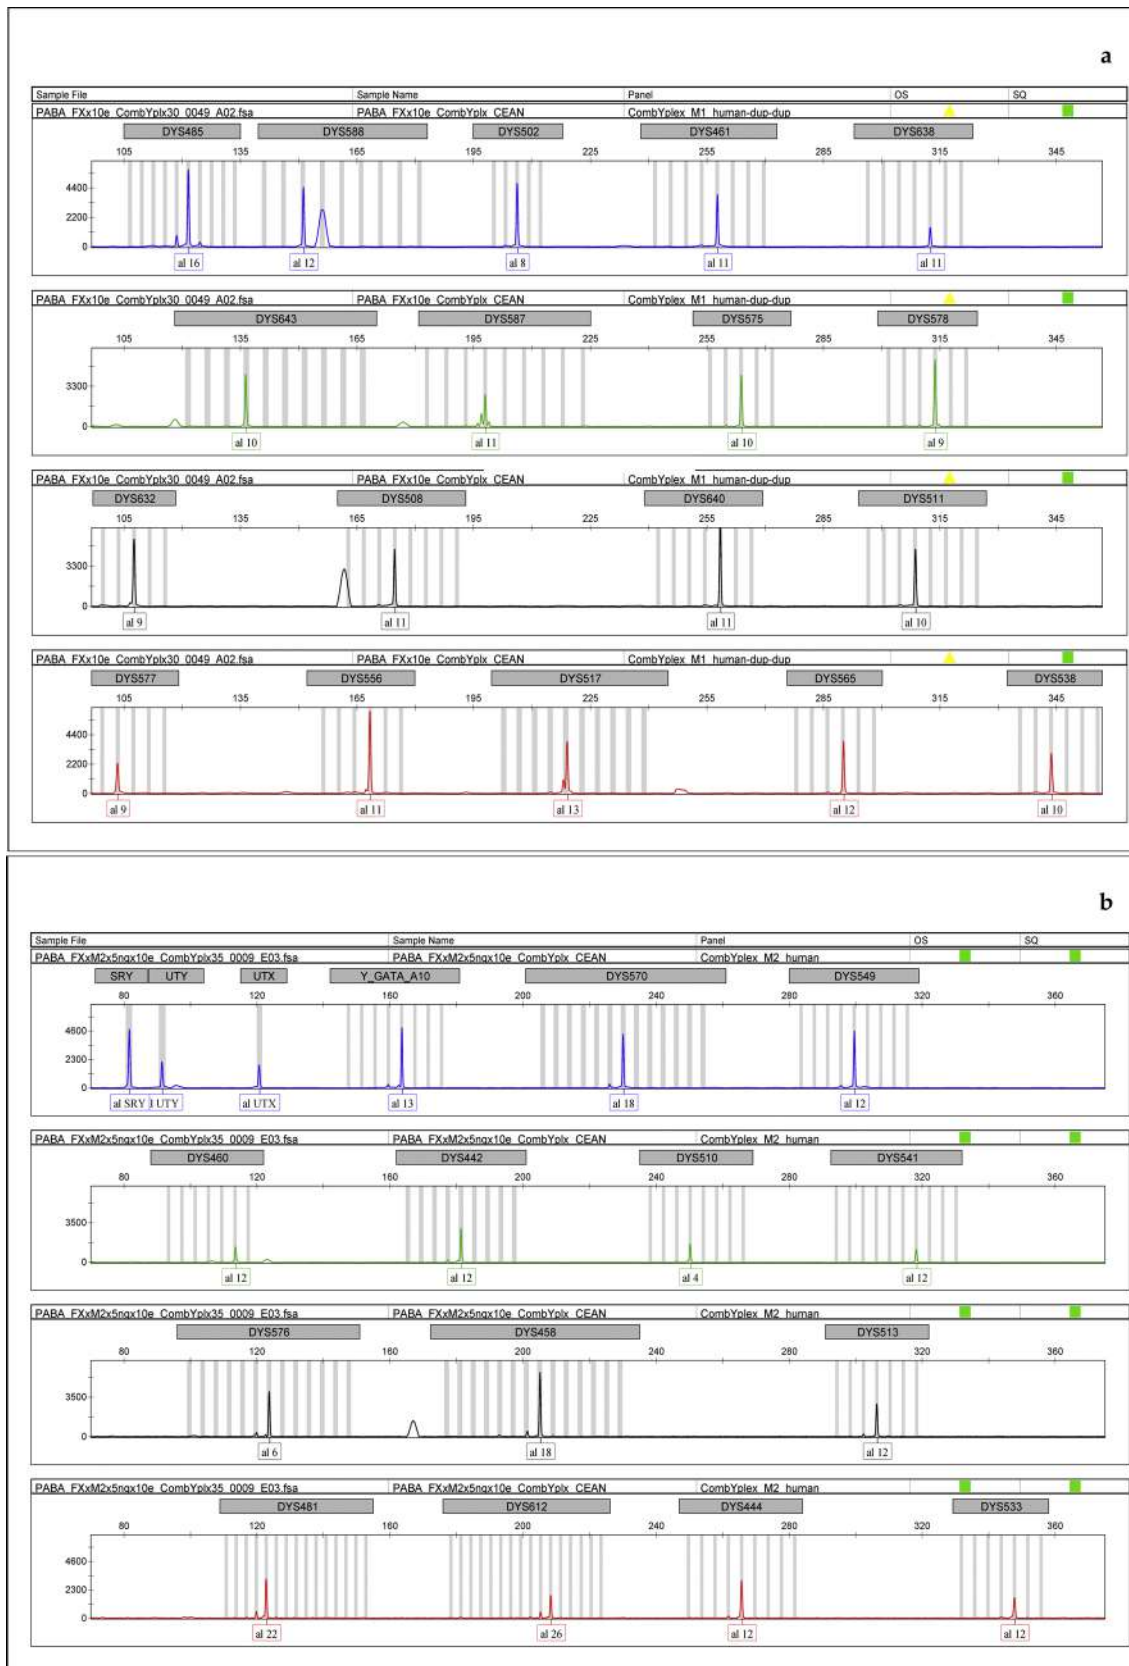 a
Sample File Sample Name Panel OS SQ
PABA_FXx10e_CombYplx30_0049_A02.fsa PABA_FXx10e_CombYplx_CEAN CombYplex_M1_human-dup-dup
DYS485 DYS588 DYS502 DYS461 DYS638
105 135 165 195 225 255 285 315 345
4400
2200
0
al 16 al 12 al 8 al 11 al 11
PABA_FXx10e_CombYplx30_0049_A02.fsa PABA_FXx10e_CombYplx_CEAN CombYplex_M1_human-dup-dup
DYS643 DYS587 DYS575 DYS578
105 135 165 195 225 255 285 315 345
3300
0
al 10 al 11 al 10 al 9
PABA_FXx10e_CombYplx30_0049_A02.fsa PABA_FXx10e_CombYplx_CEAN CombYplex_M1_human-dup-dup
DYS632 DYS508 DYS640 DYS511
105 135 165 195 225 255 285 315 345
3300
0
al 9 al 11 al 11 al 10
PABA_FXx10e_CombYplx30_0049_A02.fsa PABA_FXx10e_CombYplx_CEAN CombYplex_M1_human-dup-dup
DYS577 DYS556 DYS517 DYS565 DYS538
105 135 165 195 225 255 285 315 345
4400
2200
0
al 9 al 11 al 13 al 12 al 10
b
Sample File Sample Name Panel OS SQ
PABA_FXxM2x5ngx10e_CombYplx35_0009_E03.fsa PABA_FXxM2x5ngx10e_CombYplx_CEAN CombYplex_M2_human
SRY UTY UTX Y_GATA_A10 DYS570 DYS549
80 120 160 200 240 280 320 360
4600
2300
0
al SRY l UTY al UTX al 13 al 18 al 12
PABA_FXxM2x5ngx10e_CombYplx35_0009_E03.fsa PABA_FXxM2x5ngx10e_CombYplx_CEAN CombYplex_M2_human
DYS460 DYS442 DYS510 DYS541
80 120 160 200 240 280 320 360
3500
0
al 12 al 12 al 4 al 12
PABA_FXxM2x5ngx10e_CombYplx35_0009_E03.fsa PABA_FXxM2x5ngx10e_CombYplx_CEAN CombYplex_M2_human
DYS576 DYS458 DYS513
80 120 160 200 240 280 320 360
3500
0
al 6 al 18 al 12
PABA_FXxM2x5ngx10e_CombYplx35_0009_E03.fsa PABA_FXxM2x5ngx10e_CombYplx_CEAN CombYplex_M2_human
DYS481 DYS612 DYS444 DYS533
80 120 160 200 240 280 320 360
4600
2300
0
al 22 al 26 al 12 al 12